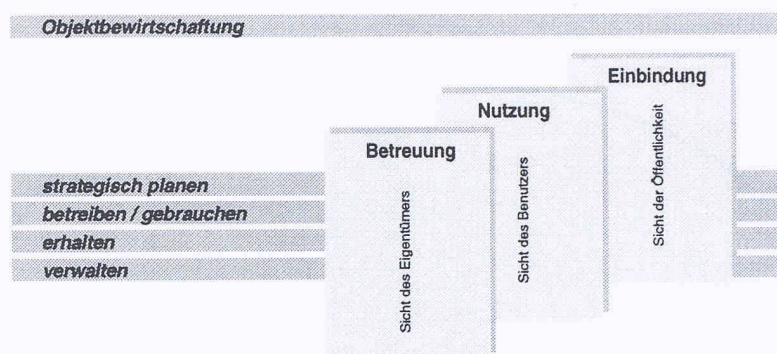 Objektbewirtschaftung
Einbindung
Nutzung
Betreuung
Sicht der Öffentlichkeit
Sicht des Benutzers
Sicht des Eigentümers
strategisch planen
betreiben / gebrauchen
erhalten
verwalten